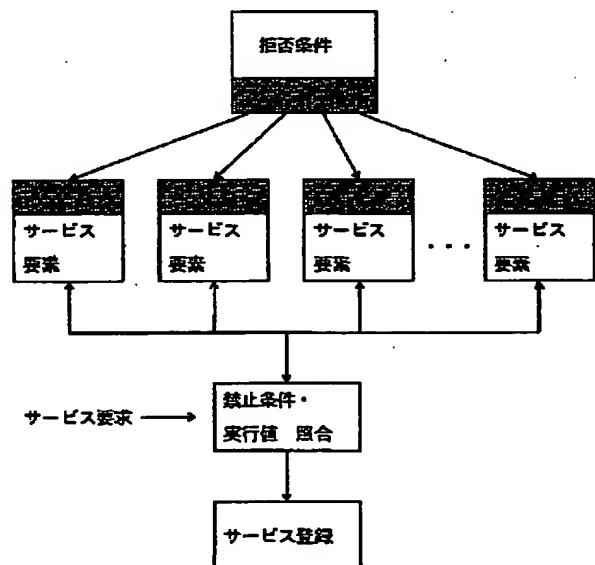 拒否条件
サービス
要素
サービス
要素
サービス
要素
・・・
サービス
要素
サービス要求
禁止条件・
実行値 照合
サービス登録